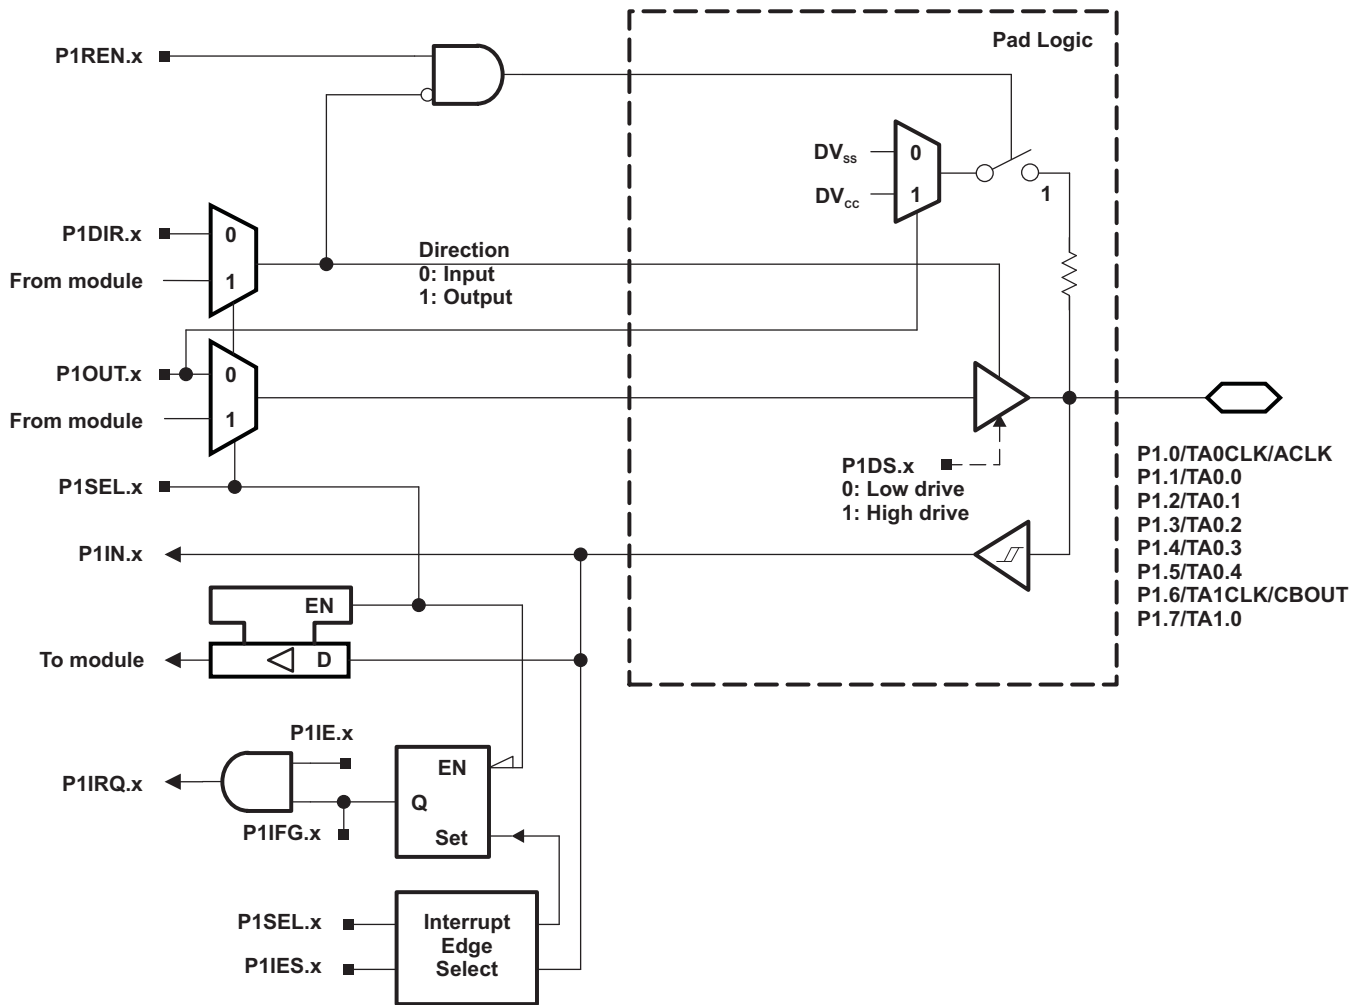 Pad Logic
P1REN.x
DVSS
0
DVCC
1
1
P1DIR.x
0
From module
1
Direction
0: Input
1: Output
P1OUT.x
0
From module
1
P1DS.x
0: Low drive
1: High drive
P1SEL.x
P1.0/TA0CLK/ACLK
P1.1/TA0.0
P1.2/TA0.1
P1.3/TA0.2
P1.4/TA0.3
P1.5/TA0.4
P1.6/TA1CLK/CBOUT
P1.7/TA1.0
P1IN.x
EN
To module
D
P1IE.x
P1IRQ.x
EN
Q
P1IFG.x
Set
P1SEL.x
P1IES.x
Interrupt
Edge
Select